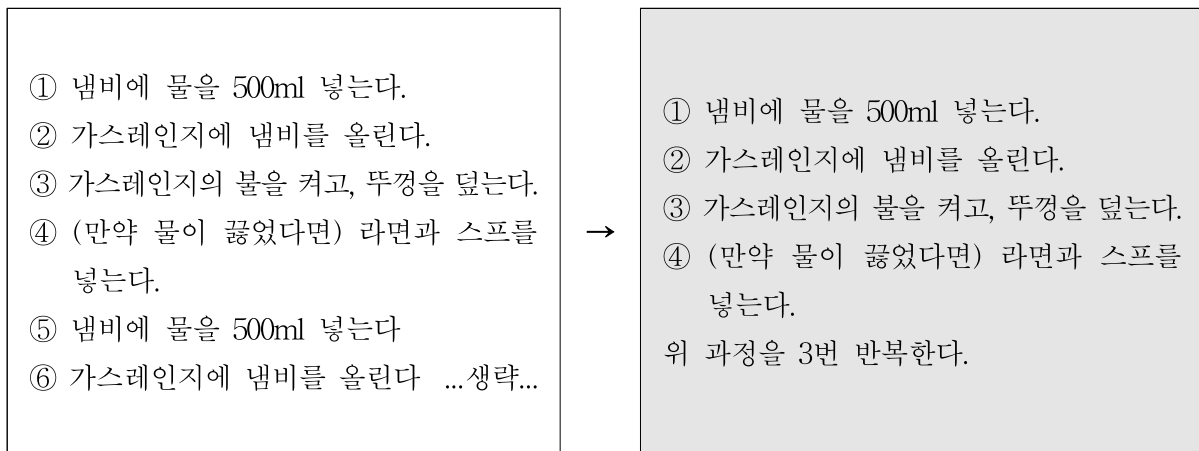 ① 냄비에 물을 500ml 넣는다.
② 가스레인지에 냄비를 올린다.
③ 가스레인지의 불을 켜고, 뚜껑을 덮는다.
④ (만약 물이 끓었다면) 라면과 스프를
넣는다.
⑤ 냄비에 물을 500ml 넣는다
⑥ 가스레인지에 냄비를 올린다 ...생략...
→
① 냄비에 물을 500ml 넣는다.
② 가스레인지에 냄비를 올린다.
③ 가스레인지의 불을 켜고, 뚜껑을 덮는다.
④ (만약 물이 끓었다면) 라면과 스프를
넣는다.
위 과정을 3번 반복한다.